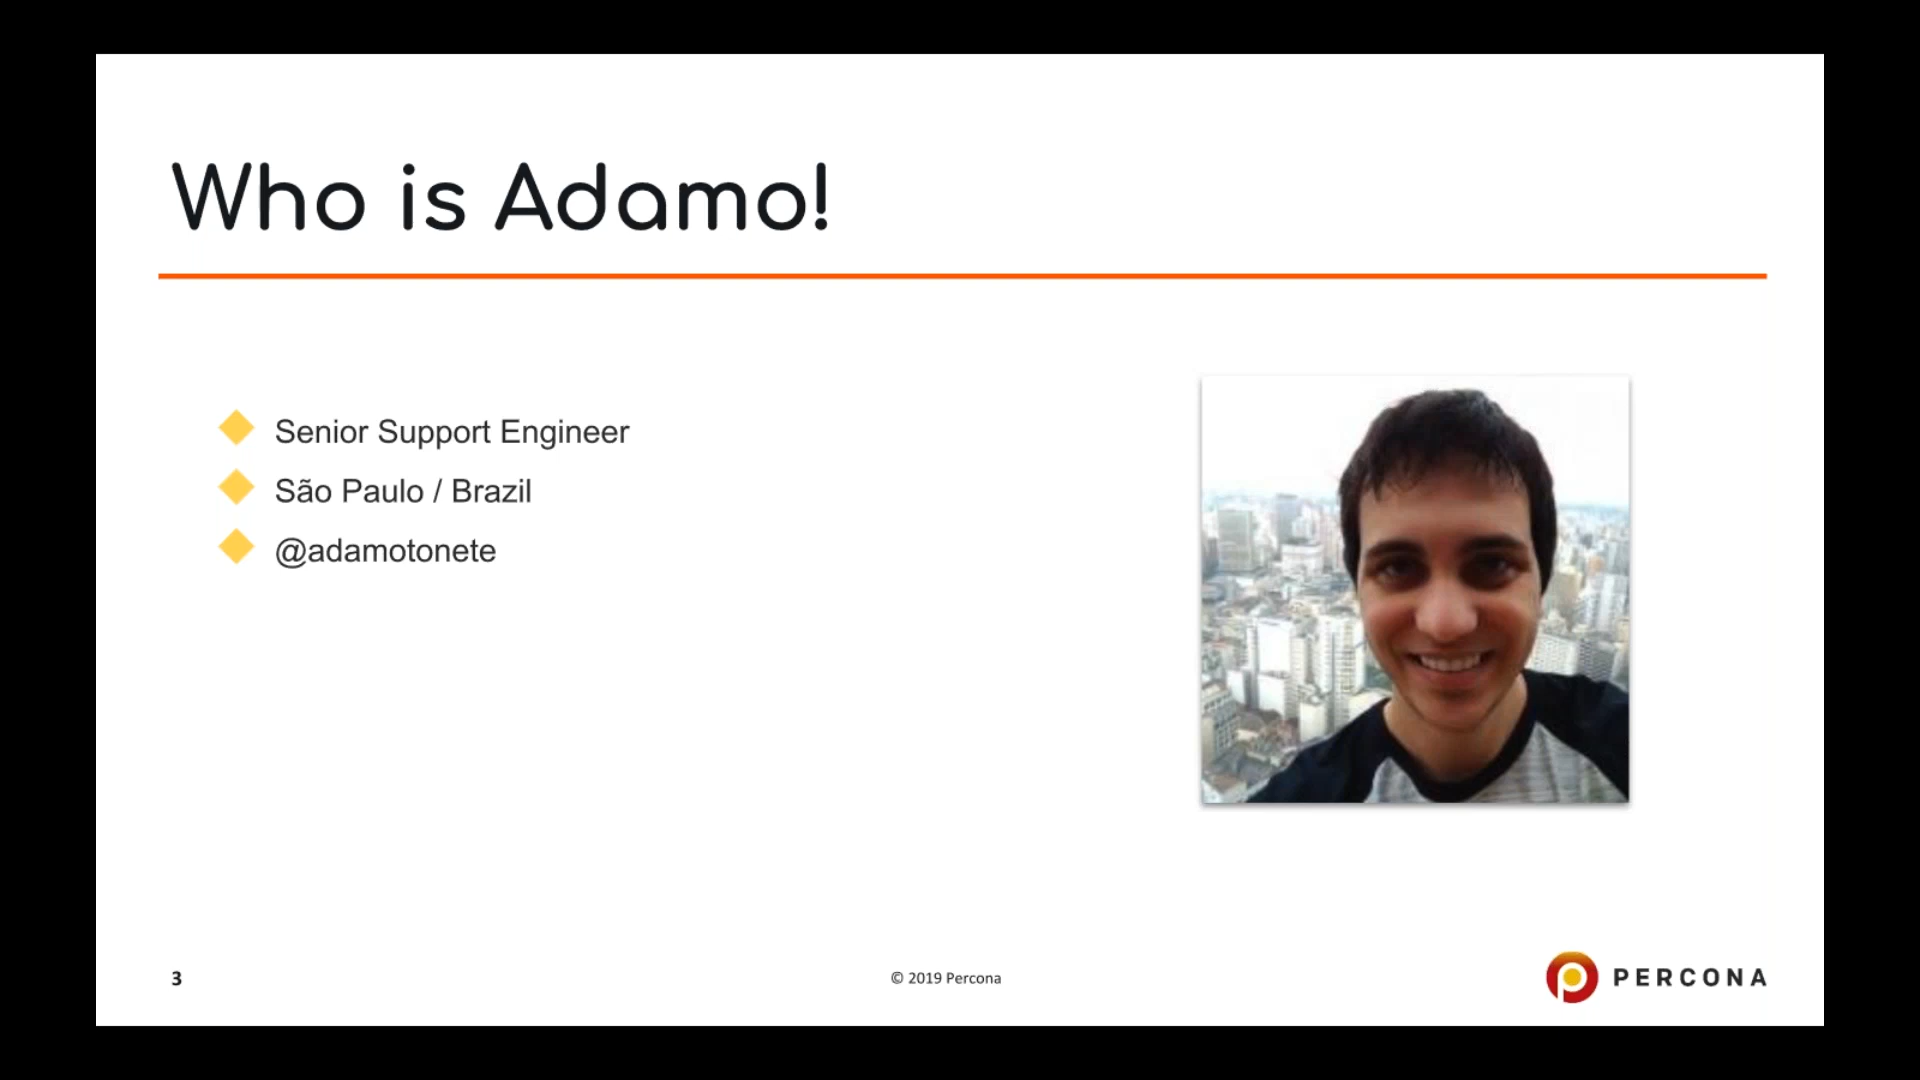 Who is Adamo!
Senior Support Engineer
São Paulo / Brazil
@adamotonete
3
© 2019 Percona
PERCONA